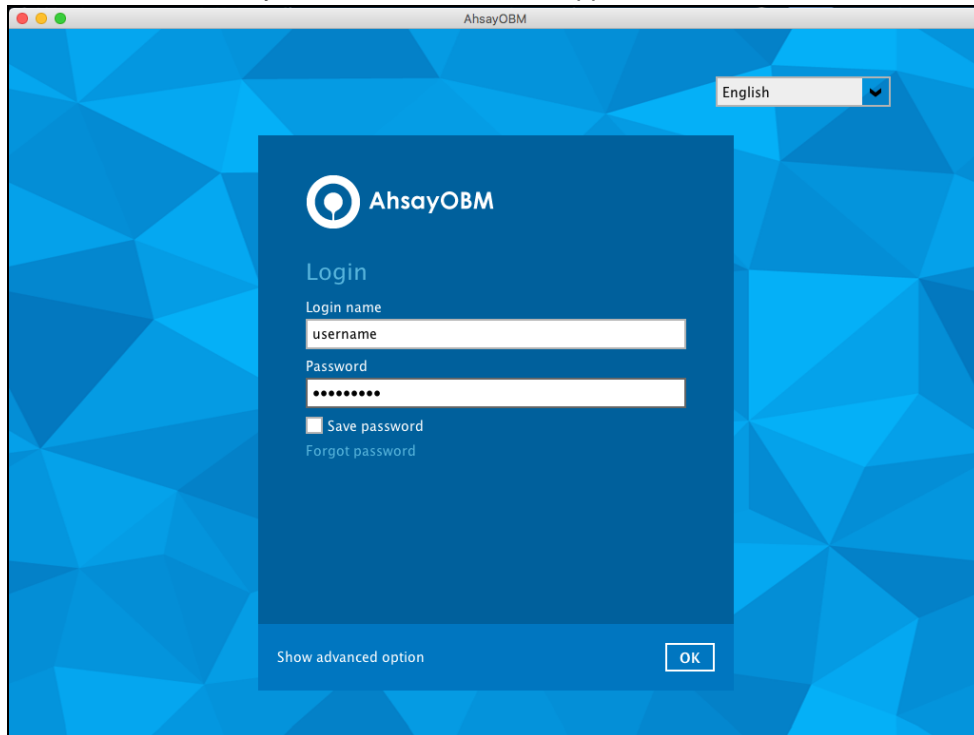 AhsayOBM
English
AhsayOBM
Login
Login name
username
Password
•••••••••
Save password
Forgot password
Show advanced option
OK